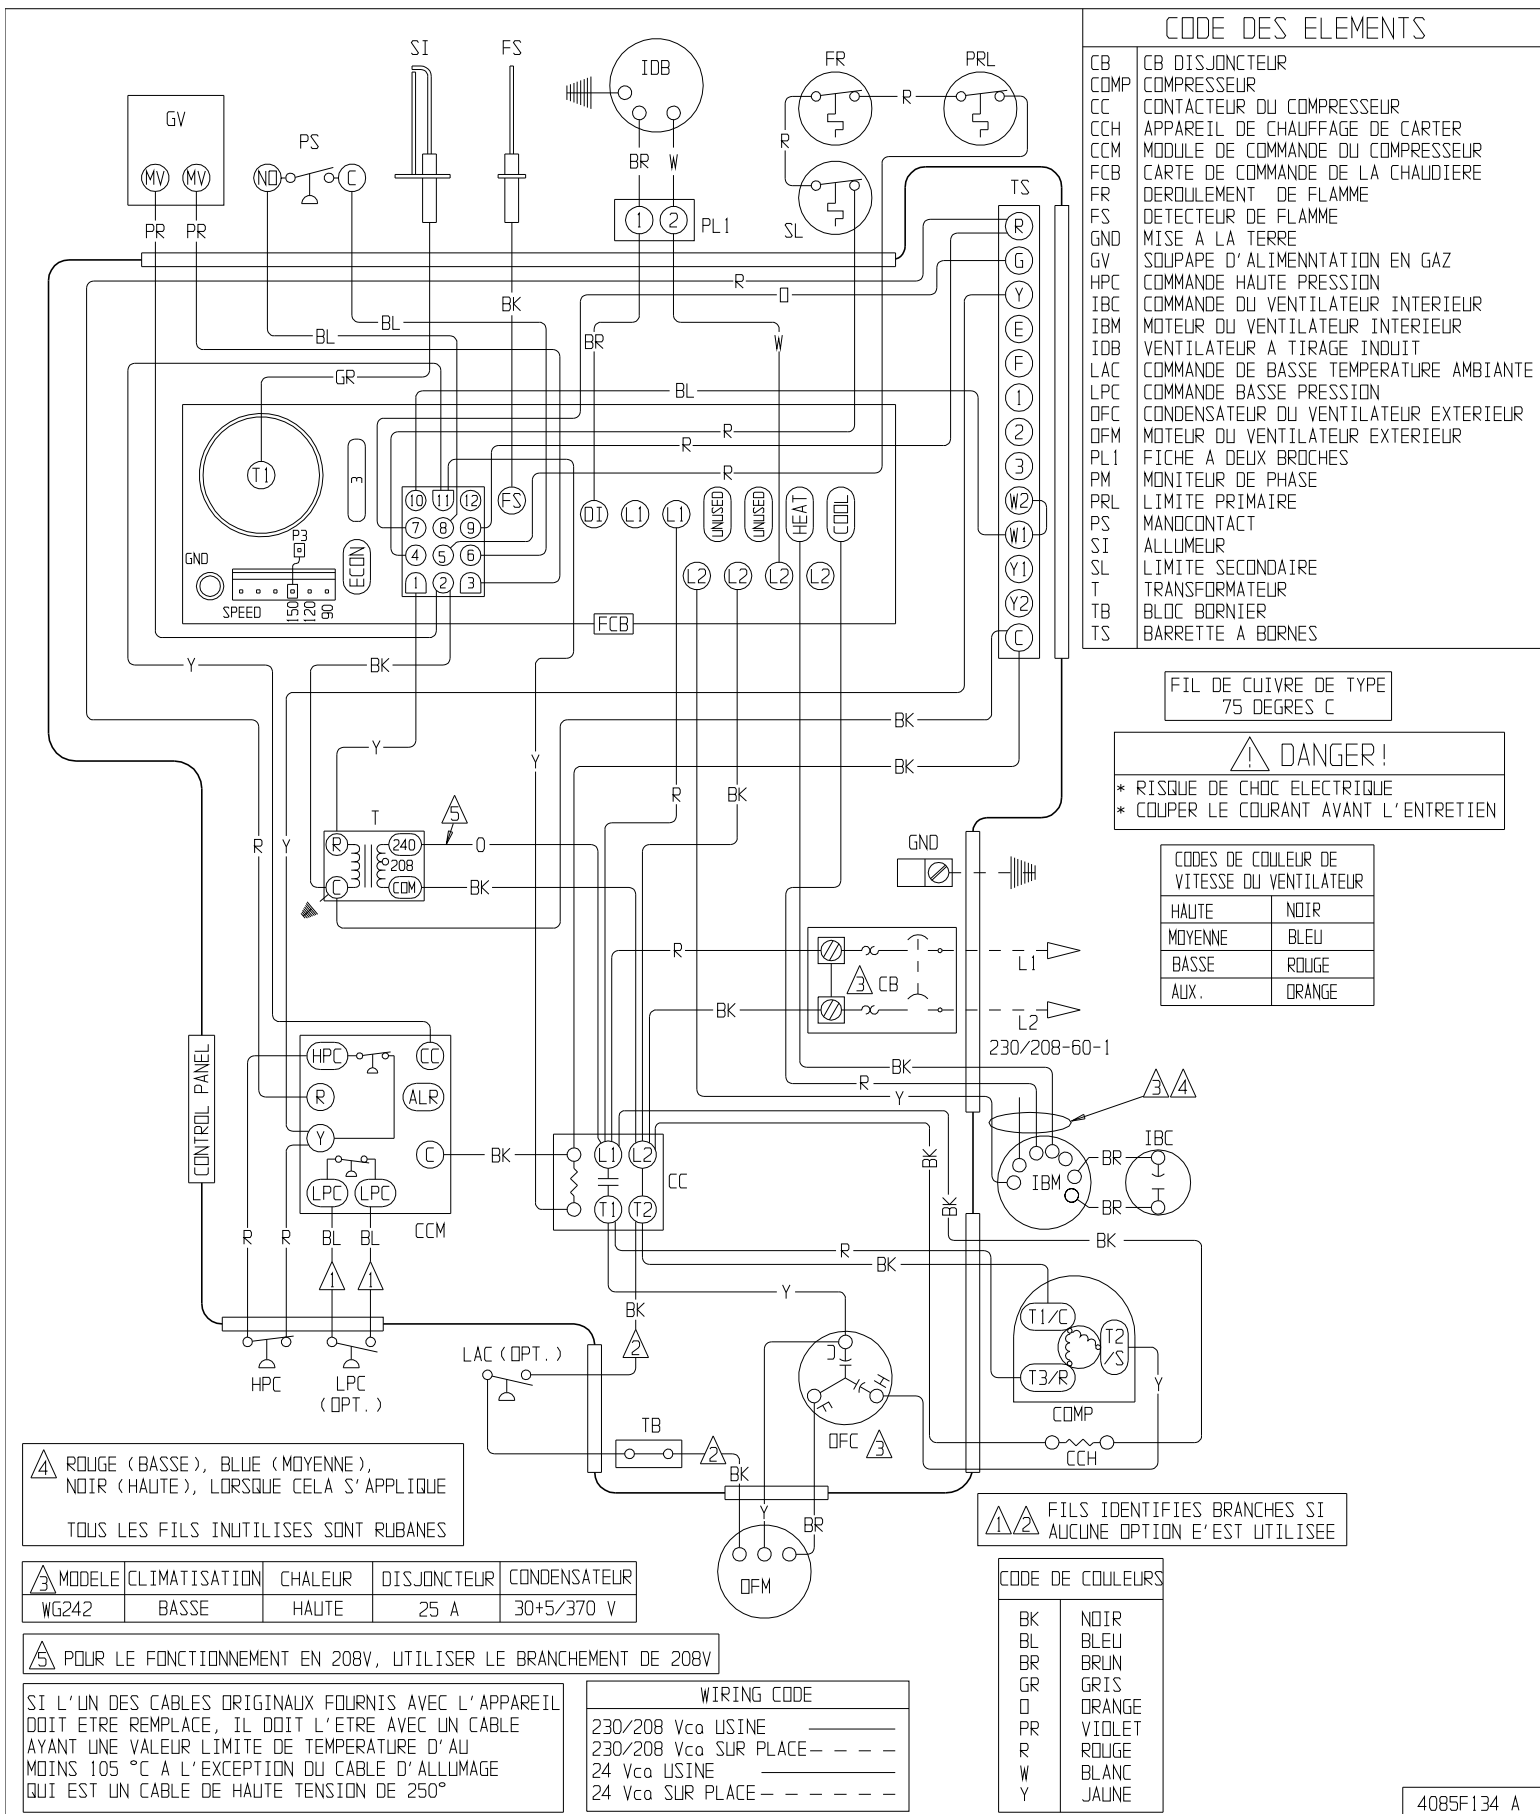 CODE DES ELEMENTS
CB CB DISJONCTEUR
COMP COMPRESSEUR
CC CONTACTEUR DU COMPRESSEUR
CCH APPAREIL DE CHAUFFAGE DE CARTER
CCM MODULE DE COMMANDE DU COMPRESSEUR
FCB CARTE DE COMMANDE DE LA CHAUDIERE
FR DEROULEMENT DE FLAMME
FS DETECTEUR DE FLAMME
GND MISE A LA TERRE
GV SOUPAPE D'ALIMENNTATION EN GAZ
HPC COMMANDE HAUTE PRESSION
IBC COMMANDE DU VENTILATEUR INTERIEUR
IBM MOTEUR DU VENTILATEUR INTERIEUR
IDB VENTILATEUR A TIRAGE INDUIT
LAC COMMANDE DE BASSE TEMPERATURE AMBIANTE
LPC COMMANDE BASSE PRESSION
OFC CONDENSATEUR DU VENTILATEUR EXTERIEUR
OFM MOTEUR DU VENTILATEUR EXTERIEUR
PL1 FICHE A DEUX BROCHES
PM MONITEUR DE PHASE
PRL LIMITE PRIMAIRE
PS MANOCONTACT
SI ALLUMEUR
SL LIMITE SECONDAIRE
T TRANSFORMATEUR
TB BLOC BORNIER
TS BARRETTE A BORNES
FIL DE CUIVRE DE TYPE
75 DEGRES C
! DANGER!
* RISQUE DE CHOC ELECTRIQUE
* COUPER LE COURANT AVANT L'ENTRETIEN
CODES DE COULEUR DE
VITESSE DU VENTILATEUR
HAUTE NOIR
MOYENNE BLEU
BASSE ROUGE
AUX. ORANGE
SI FS IDB FR PRL
GV PS
MV MV NO C
PR PR
BR W R R
1 2 PL1 SL TS
R
G
Y
E
F
1
2
3
W2
W1
Y1
Y2
C
R O
BK BL BL BR W
GR BL
R
R
R
T1 3
10 11 12 FS
7 8 9
4 5 6
1 2 3
P3 GND ECON
SPEED 150 120 90
DI L1 L1 UNUSED UNUSED HEAT COOL
L2 L2 L2 L2
FCB
Y BK BK
Y Y BK
R BK
T 5
R Y R 240 O
208
C COM BK
GND
R L1
3 CB
BK L2
230/208-60-1
CONTROL PANEL
HPC CC
R ALR
Y
C BK
LPC LPC
CCM
L1 L2
T1 T2
CC
BK
R
Y
3 4
IBM BR IBC
BR
BK BK
BK
R R BL BL
1 1
R
BK
Y
BK
2
T1/C
T2/S
T3/R
COMP
Y
HPC LPC
(OPT.)
LAC (OPT.)
TB
2
BK Y BR
C H F
OFC 3
CCH
OFM
4 ROUGE (BASSE), BLUE (MOYENNE),
NOIR (HAUTE), LORSQUE CELA S'APPLIQUE
TOUS LES FILS INUTILISES SONT RUBANES
1 2 FILS IDENTIFIES BRANCHES SI
AUCUNE OPTION E'EST UTILISEE
3 MODELE CLIMATISATION CHALEUR DISJONCTEUR CONDENSATEUR
WG242 BASSE HAUTE 25 A 30+5/370 V
5 POUR LE FONCTIONNEMENT EN 208V, UTILISER LE BRANCHEMENT DE 208V
SI L'UN DES CABLES ORIGINAUX FOURNIS AVEC L'APPAREIL
DOIT ETRE REMPLACE, IL DOIT L'ETRE AVEC UN CABLE
AYANT UNE VALEUR LIMITE DE TEMPERATURE D'AU
MOINS 105 °C A L'EXCEPTION DU CABLE D'ALLUMAGE
QUI EST UN CABLE DE HAUTE TENSION DE 250°
WIRING CODE
230/208 Vca USINE
230/208 Vca SUR PLACE
24 Vca USINE
24 Vca SUR PLACE
CODE DE COULEURS
BK NOIR
BL BLEU
BR BRUN
GR GRIS
O ORANGE
PR VIOLET
R ROUGE
W BLANC
Y JAUNE
4085F134 A